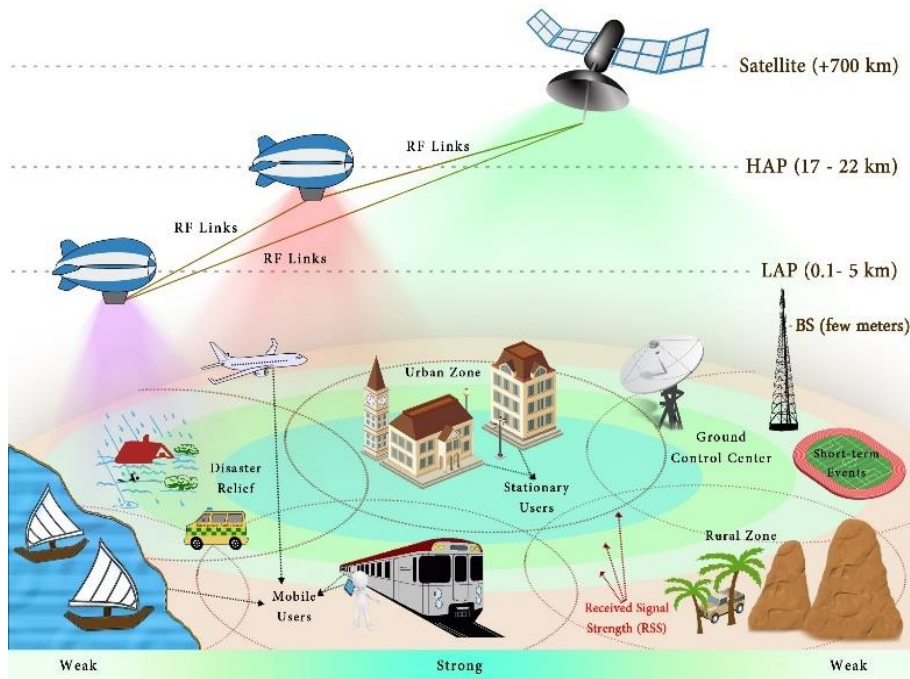 Satellite (+700 km)
RF Links
HAP (17 - 22 km)
RF Links
RF Links
LAP (0.1- 5 km)
BS (few meters)
Urban Zone
Ground
Control Center
Short-term
Events
Disaster
Relief
Stationary
Users
Rural Zone
Mobile
Users
Received Signal
Strength (RSS)
Weak
Strong
Weak